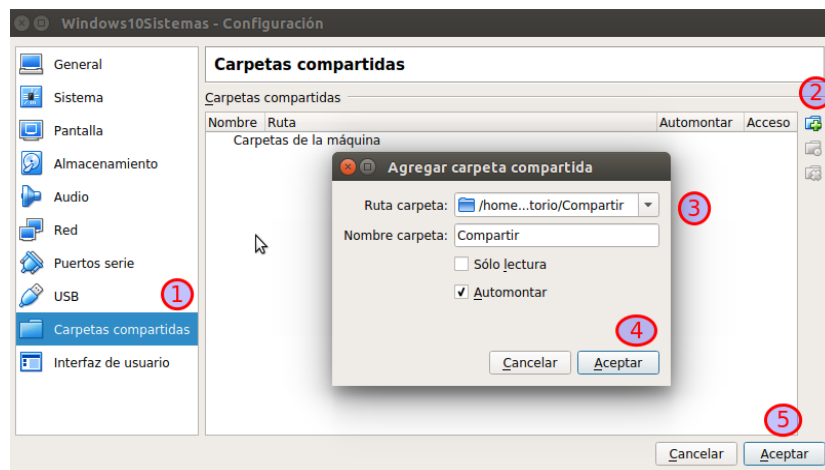 Windows10Sistemas - Configuración
General
Sistema
Pantalla
Almacenamiento
Audio
Red
Puertos serie
USB
1
Carpetas compartidas
Interfaz de usuario
Carpetas compartidas
Carpetas compartidas
2
Nombre Ruta Automontar Acceso
Carpetas de la máquina
Agregar carpeta compartida
Ruta carpeta: /home...torio/Compartir
3
Nombre carpeta: Compartir
Sólo lectura
Automontar
4
Cancelar Aceptar
5
Cancelar Aceptar